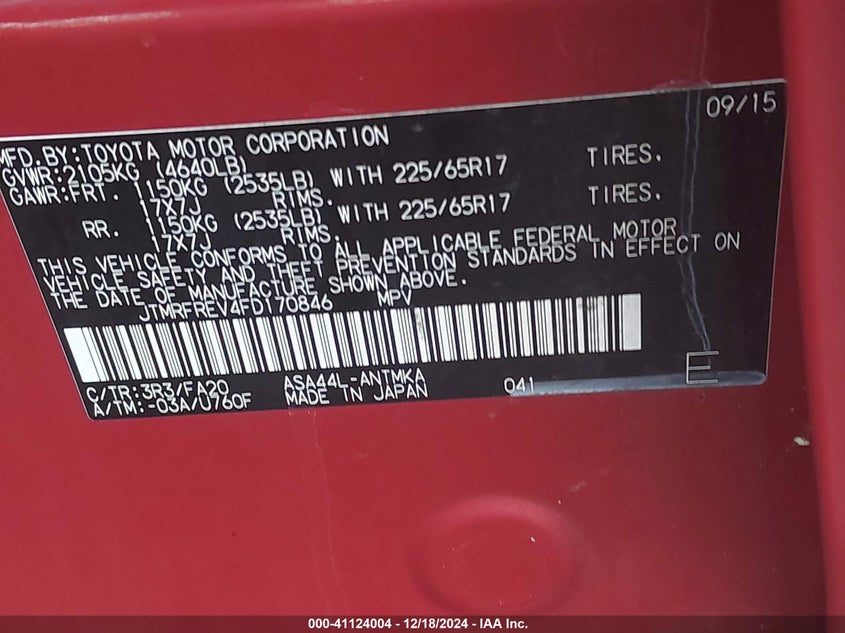 09/15
MFD.BY:TOYOTA MOTOR CORPORATION
GVWR:2105KG (4640LB)
GAWR:FRT. 1150KG (2535LB) WITH 225/65R17 TIRES.
17X7J RIMS.
RR. 1150KG (2535LB) WITH 225/65R17 TIRES.
17X7J RIMS.
THIS VEHICLE CONFORMS TO ALL APPLICABLE FEDERAL MOTOR
VEHICLE SAFETY AND THEFT PREVENTION STANDARDS IN EFFECT ON
THE DATE OF MANUFACTURE SHOWN ABOVE.
JTMRFREV4FD170846 MPV
C/TR:3R3/FA20 ASA44L-ANTMKA 041 E
A/TM:-03A/U760F MADE IN JAPAN
000-41124004 - 12/18/2024 - IAA Inc.